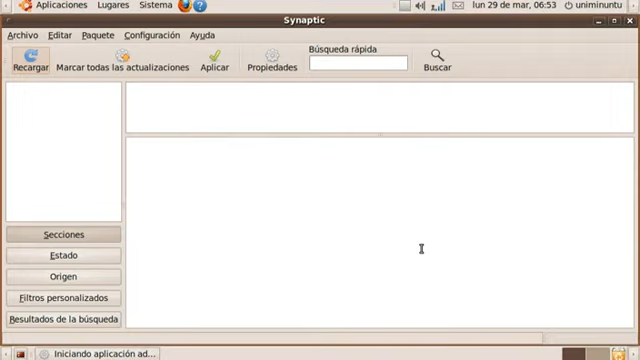 Aplicaciones Lugares Sistema lun 29 de mar, 06:53 uniminuntu
Synaptic
Archivo Editar Paquete Configuración Ayuda
Búsqueda rápida
Recargar Marcar todas las actualizaciones Aplicar Propiedades Buscar
Secciones
Estado
Origen
Filtros personalizados
Resultados de la búsqueda
Iniciando aplicación ad...